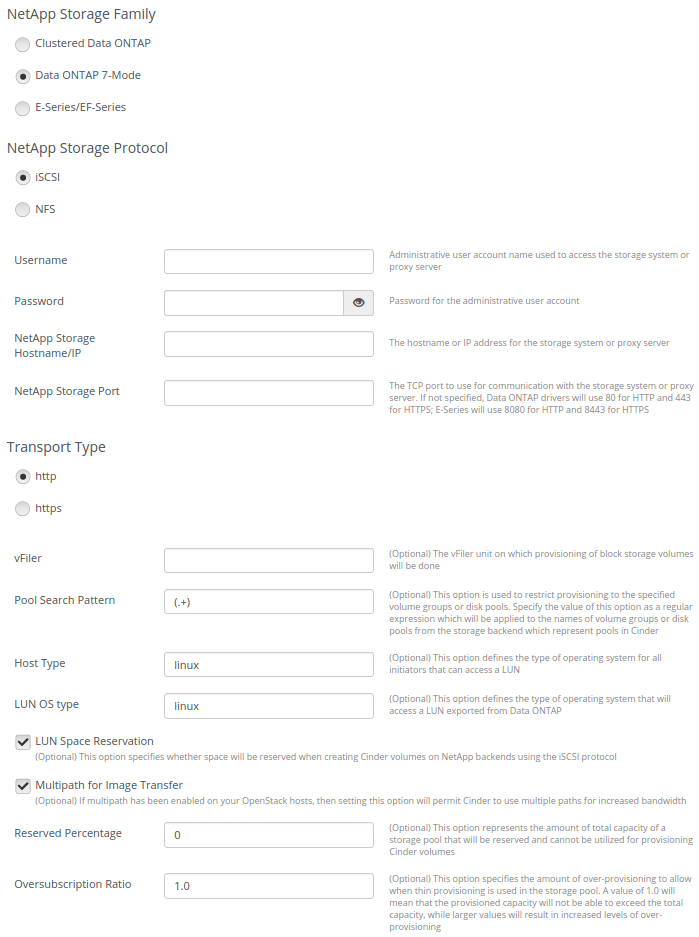 NetApp Storage Family
Clustered Data ONTAP
Data ONTAP 7-Mode
E-Series/EF-Series
NetApp Storage Protocol
iSCSI
NFS
Username
Administrative user account name used to access the storage system or
proxy server
Password
Password for the administrative user account
NetApp Storage
Hostname/IP
The hostname or IP address for the storage system or proxy server
NetApp Storage Port
The TCP port to use for communication with the storage system or proxy
server. If not specified, Data ONTAP drivers will use 80 for HTTP and 443
for HTTPS; E-Series will use 8080 for HTTP and 8443 for HTTPS
Transport Type
http
https
vFiler
(Optional) The vFiler unit on which provisioning of block storage volumes
will be done
Pool Search Pattern
(.+)
(Optional) This option is used to restrict provisioning to the specified
volume groups or disk pools. Specify the value of this option as a regular
expression which will be applied to the names of volume groups or disk
pools from the storage backend which represent pools in Cinder
Host Type
linux
(Optional) This option defines the type of operating system for all
initiators that can access a LUN
LUN OS type
linux
(Optional) This option defines the type of operating system that will
access a LUN exported from Data ONTAP
LUN Space Reservation
(Optional) This option specifies whether space will be reserved when creating Cinder volumes on NetApp backends using the iSCSI protocol
Multipath for Image Transfer
(Optional) If multipath has been enabled on your OpenStack hosts, then setting this option will permit Cinder to use multiple paths for increased bandwidth
Reserved Percentage
0
(Optional) This option represents the amount of total capacity of a
storage pool that will be reserved and cannot be utilized for provisioning
Cinder volumes
Oversubscription Ratio
1.0
(Optional) This option specifies the amount of over-provisioning to allow
when thin provisioning is used in the storage pool. A value of 1.0 will
mean that the provisioned capacity will not be able to exceed the total
capacity, while larger values will result in increased levels of over-
provisioning